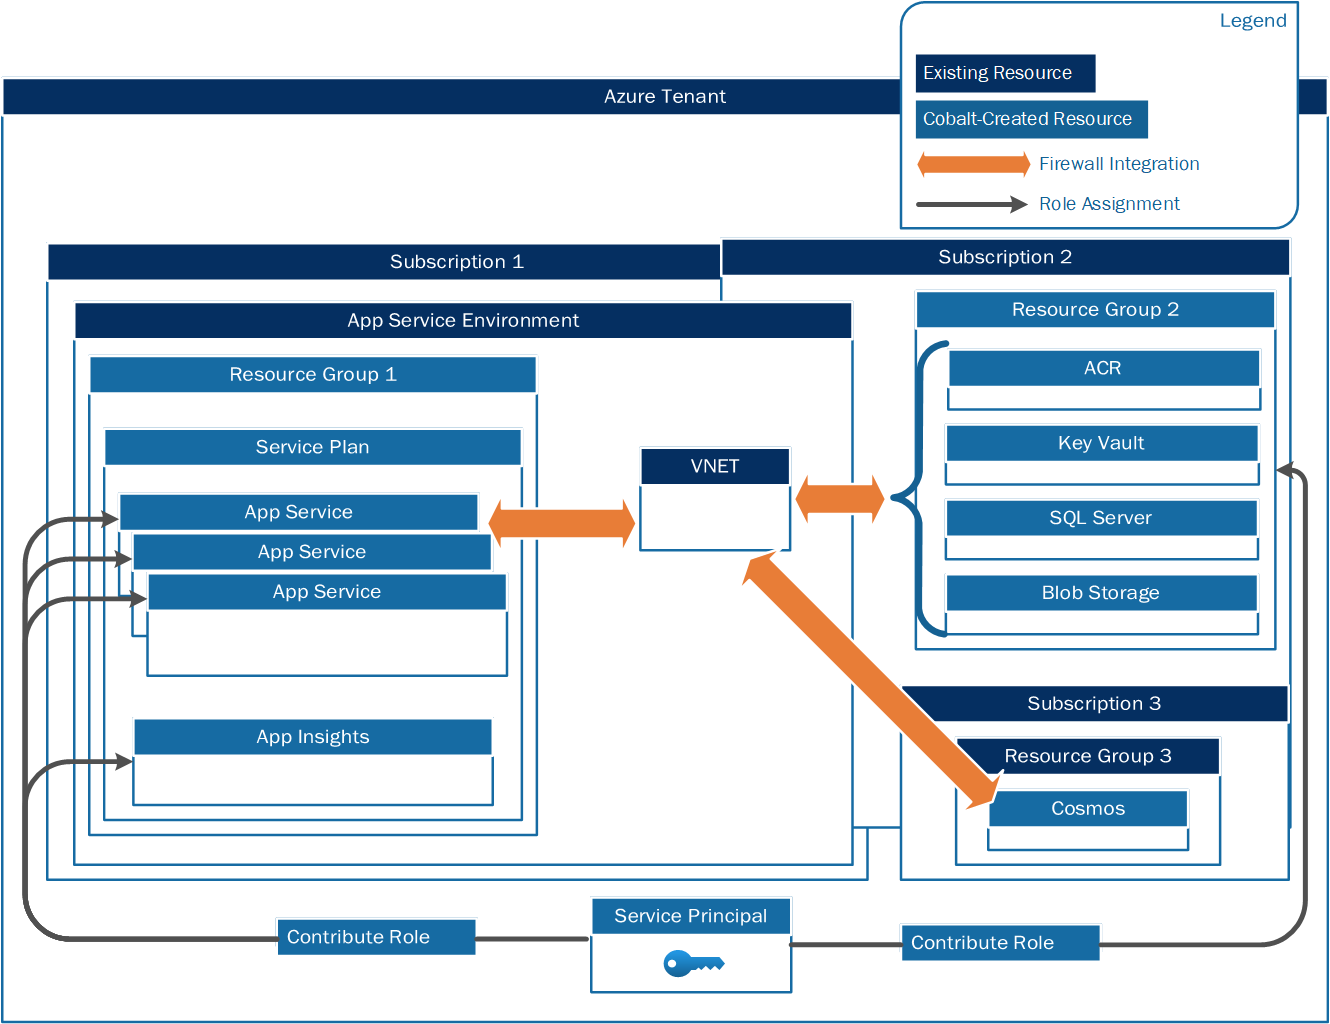 Legend
Existing Resource
Cobalt-Created Resource
Firewall Integration
Role Assignment
Azure Tenant
Subscription 1
Subscription 2
App Service Environment
Resource Group 1
Service Plan
App Service
App Service
App Service
App Insights
VNET
Resource Group 2
ACR
Key Vault
SQL Server
Blob Storage
Subscription 3
Resource Group 3
Cosmos
Contribute Role
Service Principal
Contribute Role